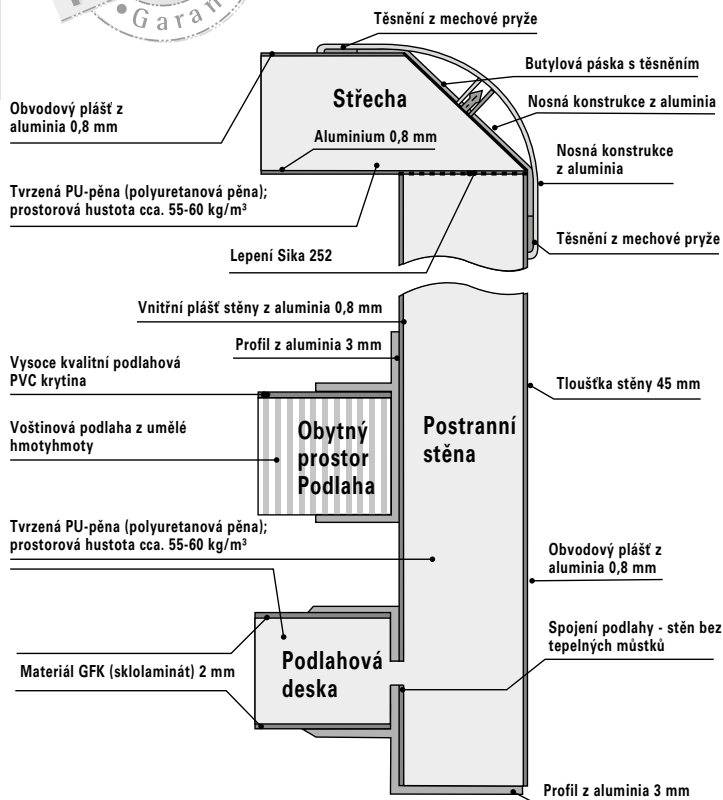 Garan
Těsnění z mechové pryže
Butylová páska s těsněním
Střecha
Nosná konstrukce z aluminia
Obvodový plášť z
aluminia 0,8 mm
Aluminium 0,8 mm
Nosná konstrukce
z aluminia
Tvrzená PU-pěna (polyuretanová pěna);
prostorová hustota cca. 55-60 kg/m³
Těsnění z mechové pryže
Lepení Sika 252
Vnitřní plášť stěny z aluminia 0,8 mm
Profil z aluminia 3 mm
Vysoce kvalitní podlahová
PVC krytina
Tloušťka stěny 45 mm
Voštinová podlaha z umělé
hmotyhmoty
Obytný
prostor
Podlaha
Postranní
stěna
Tvrzená PU-pěna (polyuretanová pěna);
prostorová hustota cca. 55-60 kg/m³
Obvodový plášť z
aluminia 0,8 mm
Spojení podlahy - stěn bez
tepelných můstků
Materiál GFK (sklolaminát) 2 mm
Podlahová
deska
Profil z aluminia 3 mm